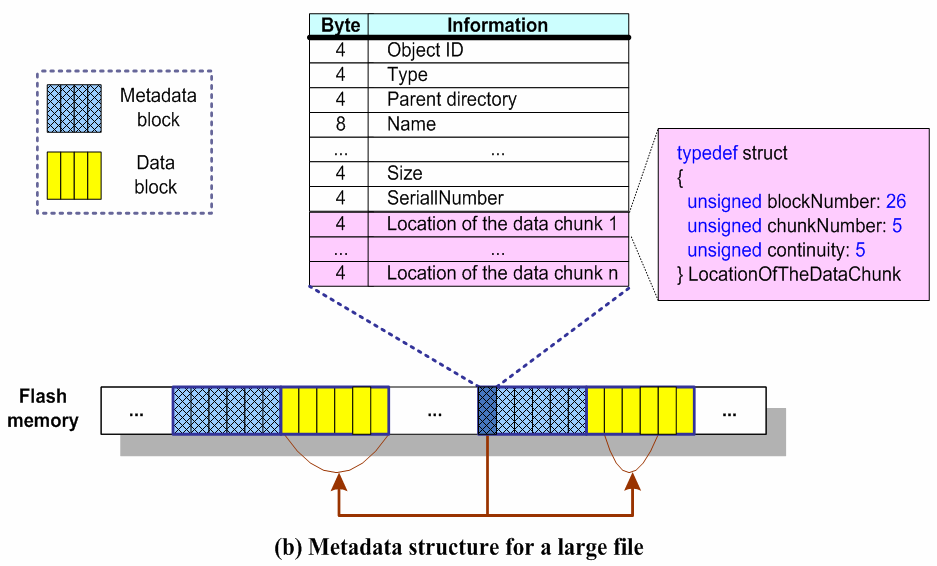 Byte Information
4 Object ID
4 Type
4 Parent directory
8 Name
... ...
4 Size
4 SeriallNumber
4 Location of the data chunk 1
... ...
4 Location of the data chunk n
Metadata
block
Data
block
typedef struct
{
unsigned blockNumber: 26
unsigned chunkNumber: 5
unsigned continuity: 5
} LocationOfTheDataChunk
Flash
memory
... ... ...
(b) Metadata structure for a large file